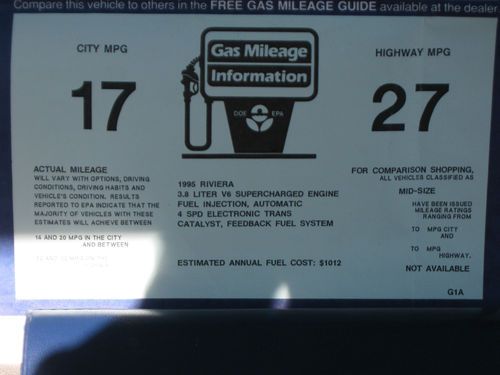 Compare this vehicle to others in the FREE GAS MILEAGE GUIDE available at the dealer
CITY MPG
17
Gas Mileage
Information
DOE EPA
HIGHWAY MPG
27
ACTUAL MILEAGE
WILL VARY WITH OPTIONS, DRIVING
CONDITIONS, DRIVING HABITS AND
VEHICLE'S CONDITION. RESULTS
REPORTED TO EPA INDICATE THAT THE
MAJORITY OF VEHICLES WITH THESE
ESTIMATES WILL ACHIEVE BETWEEN
14 AND 20 MPG IN THE CITY
AND BETWEEN
1995 RIVIERA
3.8 LITER V6 SUPERCHARGED ENGINE
FUEL INJECTION, AUTOMATIC
4 SPD ELECTRONIC TRANS
CATALYST, FEEDBACK FUEL SYSTEM
ESTIMATED ANNUAL FUEL COST: $1012
FOR COMPARISON SHOPPING,
ALL VEHICLES CLASSIFIED AS
MID-SIZE
HAVE BEEN ISSUED
MILEAGE RATINGS
RANGING FROM
TO MPG CITY
AND
TO MPG
HIGHWAY.
NOT AVAILABLE
G1A